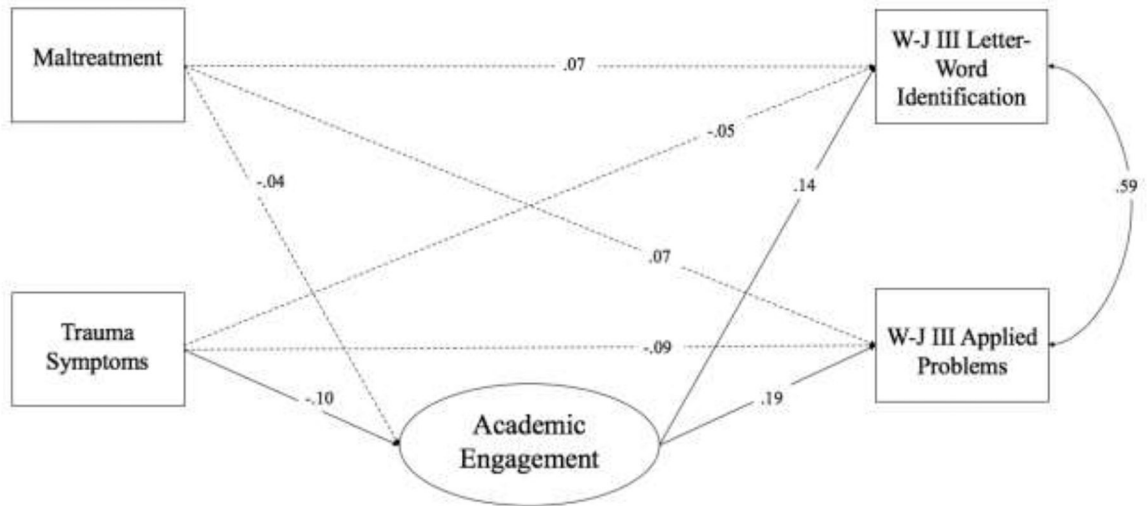 Maltreatment
W-J III Letter-
Word
Identification
.07
-.05
-.04
.14
.59
.07
Trauma
Symptoms
-.09
W-J III Applied
Problems
-.10
.19
Academic
Engagement